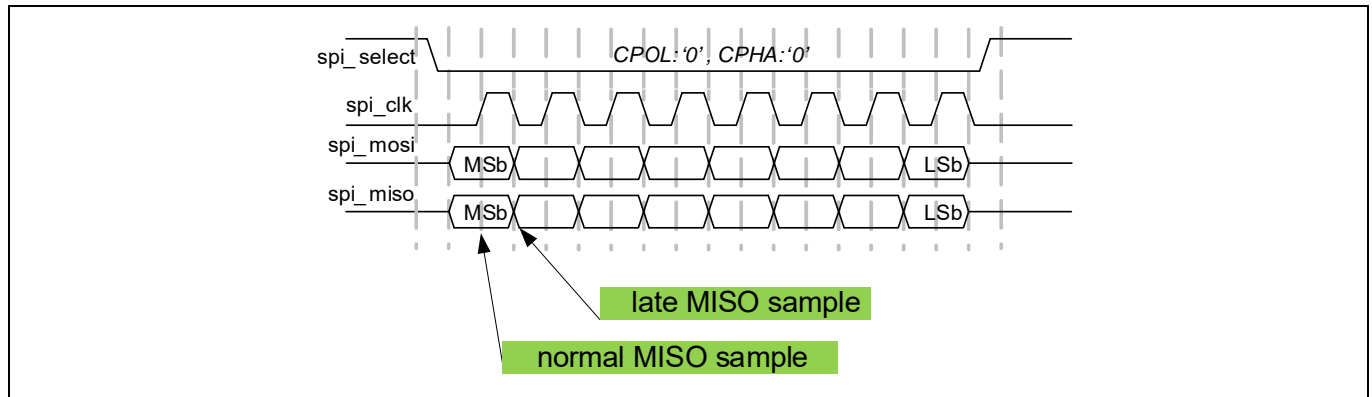 spi_select
CPOL:‘0’ , CPHA:‘0’
spi_clk
spi_mosi
MSb
LSb
spi_miso
MSb
LSb
late MISO sample
normal MISO sample